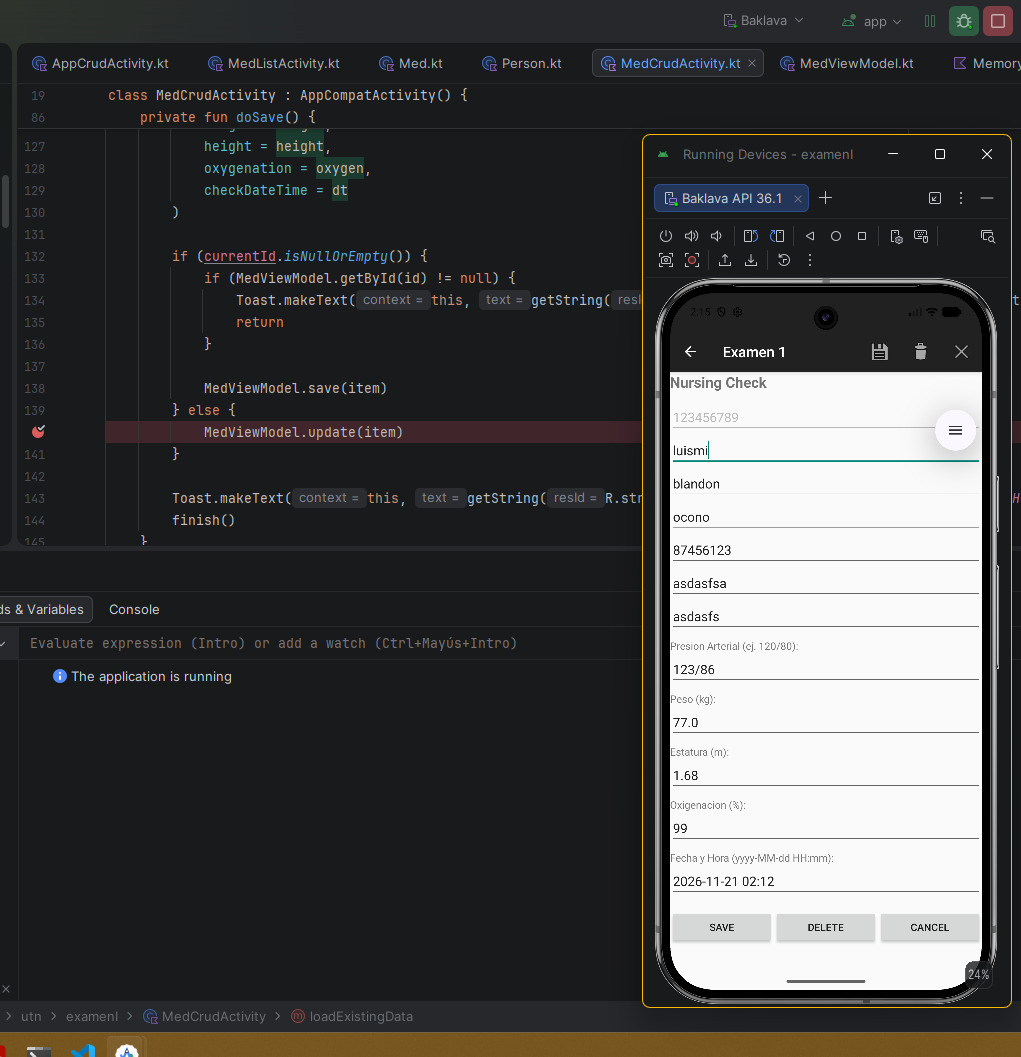 Baklava
app
AppCrudActivity.kt
MedListActivity.kt
Med.kt
Person.kt
MedCrudActivity.kt
MedViewModel.kt
Memory
19 class MedCrudActivity : AppCompatActivity() {
86 private fun doSave() {
127 height = height,
128 oxygenation = oxygen,
129 checkDateTime = dt
130 )
131
132 if (currentId.isNullOrEmpty()) {
133 if (MedViewModel.getById(id) != null) {
134 Toast.makeText( context = this, text = getString( resId
135 return
136 }
137
138 MedViewModel.save(item)
139 } else {
MedViewModel.update(item)
141 }
142
143 Toast.makeText( context = this, text = getString( resId = R.str
144 finish()
145 }
ds & Variables
Console
Evaluate expression (Intro) or add a watch (Ctrl+Mayús+Intro)
The application is running
utn
examenl
MedCrudActivity
loadExistingData
Running Devices - examenl
Baklava API 36.1
2:15
Examen 1
Nursing Check
123456789
luismi
blandon
ocono
87456123
asdasfsa
asdasfs
Presion Arterial (ej. 120/80):
123/86
Peso (kg):
77.0
Estatura (m):
1.68
Oxigenacion (%):
99
Fecha y Hora (yyyy-MM-dd HH:mm):
2026-11-21 02:12
SAVE
DELETE
CANCEL
24%